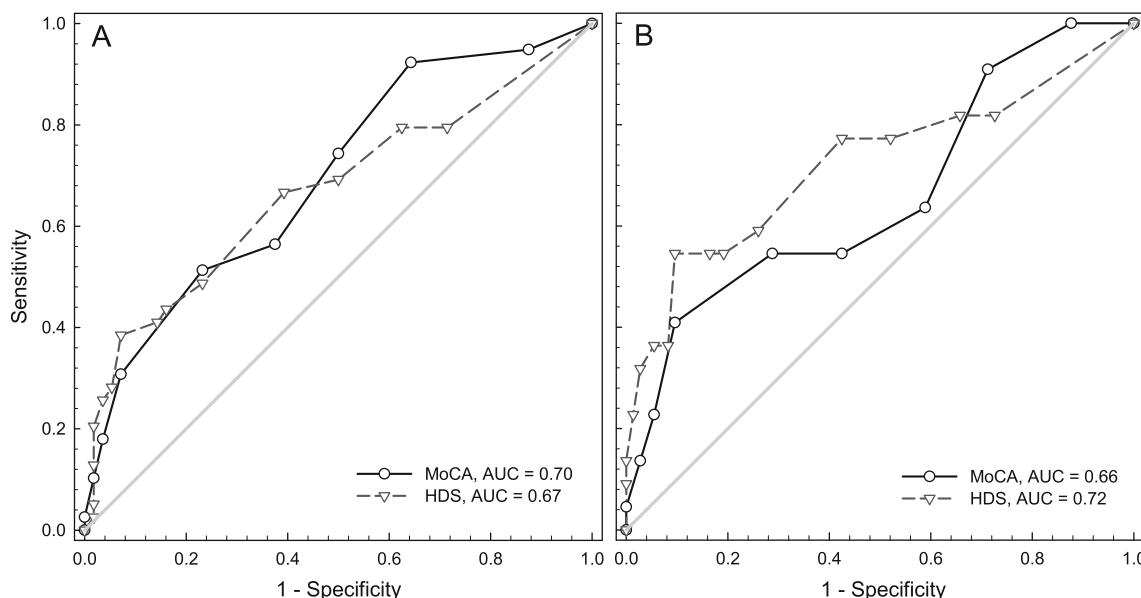 A
B
1.0
0.8
0.6
0.4
0.2
0.0
Sensitivity
MoCA, AUC = 0.70
HDS, AUC = 0.67
MoCA, AUC = 0.66
HDS, AUC = 0.72
0.0 0.2 0.4 0.6 0.8 1.0
0.0 0.2 0.4 0.6 0.8 1.0
1 - Specificity
1 - Specificity